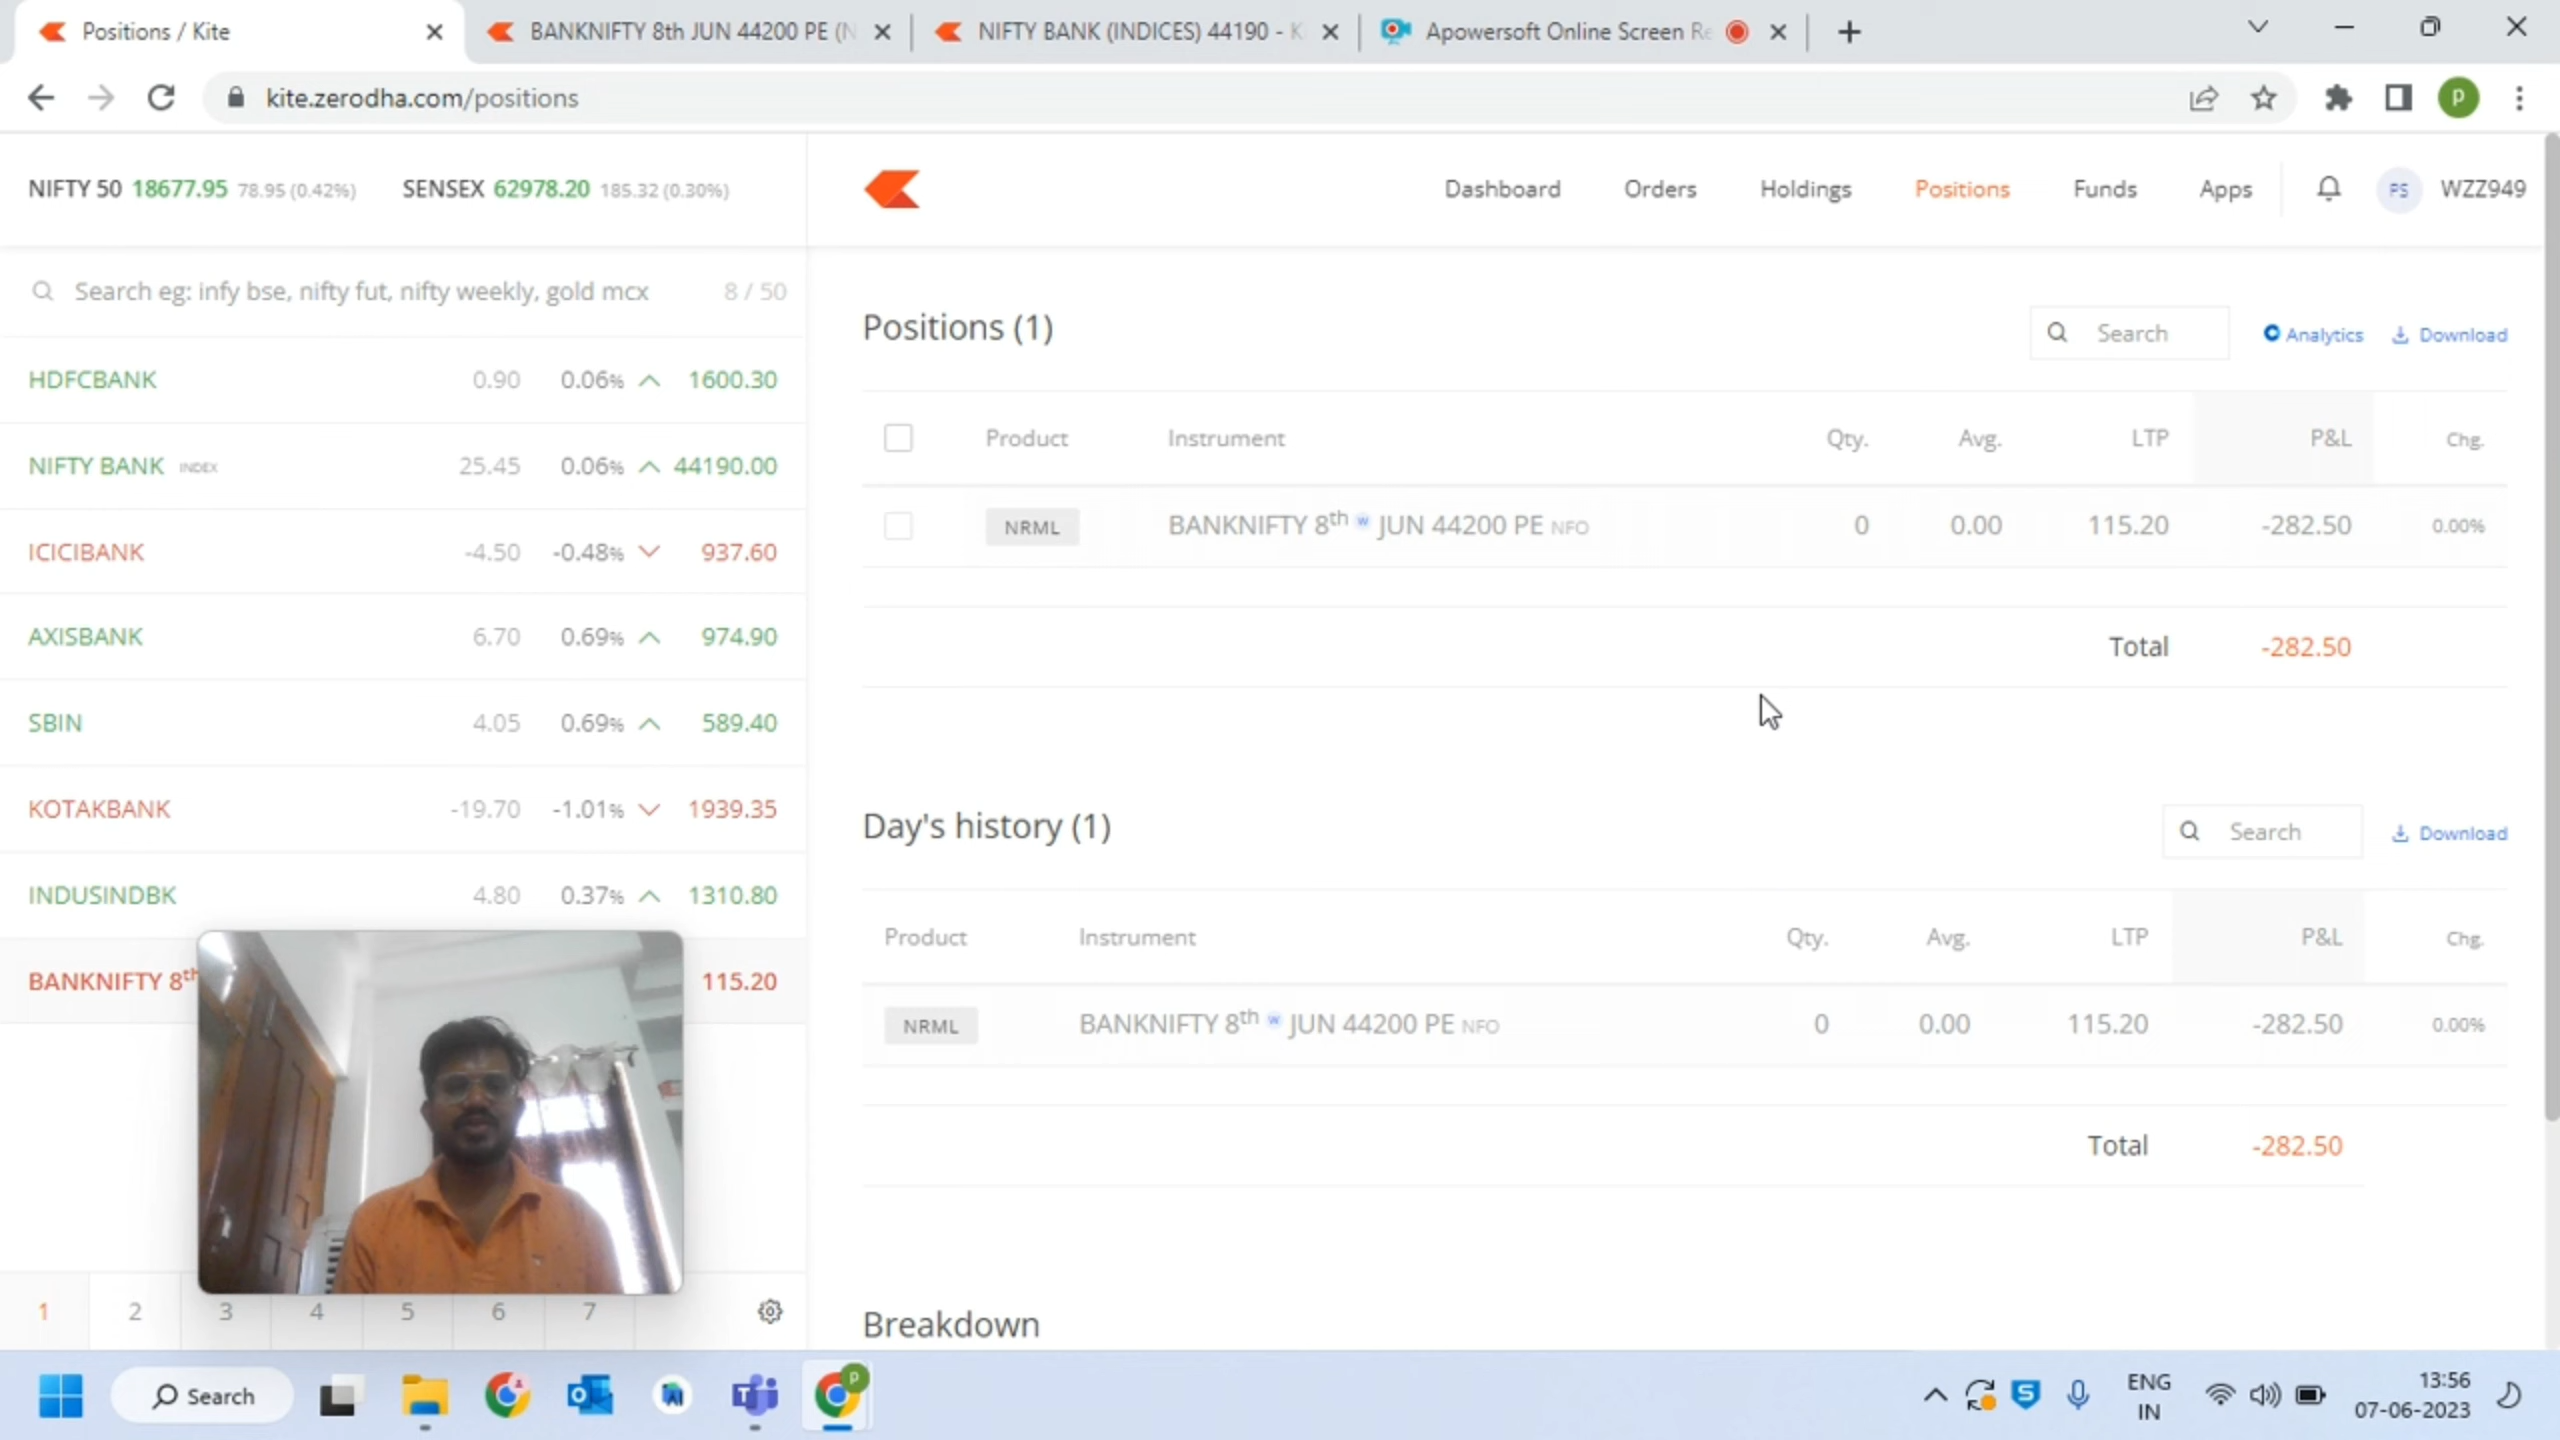 Positions / Kite
BANKNIFTY 8th JUN 44200 PE (N
NIFTY BANK (INDICES) 44190 - K
Apowersoft Online Screen Re
kite.zerodha.com/positions
P
NIFTY 50 18677.95 78.95 (0.42%) SENSEX 62978.20 185.32 (0.30%)
Dashboard Orders Holdings Positions Funds Apps PS WZZ949
Search eg: infy bse, nifty fut, nifty weekly, gold mcx 8 / 50
HDFCBANK 0.90 0.06% 1600.30
NIFTY BANK INDEX 25.45 0.06% 44190.00
ICICIBANK -4.50 -0.48% 937.60
AXISBANK 6.70 0.69% 974.90
SBIN 4.05 0.69% 589.40
KOTAKBANK -19.70 -1.01% 1939.35
INDUSINDBK 4.80 0.37% 1310.80
BANKNIFTY 8th 115.20
1 2 3 4 5 6 7
Positions (1)
Search Analytics Download
Product Instrument Qty. Avg. LTP P&L Chg.
NRML BANKNIFTY 8th w JUN 44200 PE NFO 0 0.00 115.20 -282.50 0.00%
Total -282.50
Day's history (1)
Search Download
Product Instrument Qty. Avg. LTP P&L Chg.
NRML BANKNIFTY 8th w JUN 44200 PE NFO 0 0.00 115.20 -282.50 0.00%
Total -282.50
Breakdown
Search
P
ENG
IN
13:56
07-06-2023